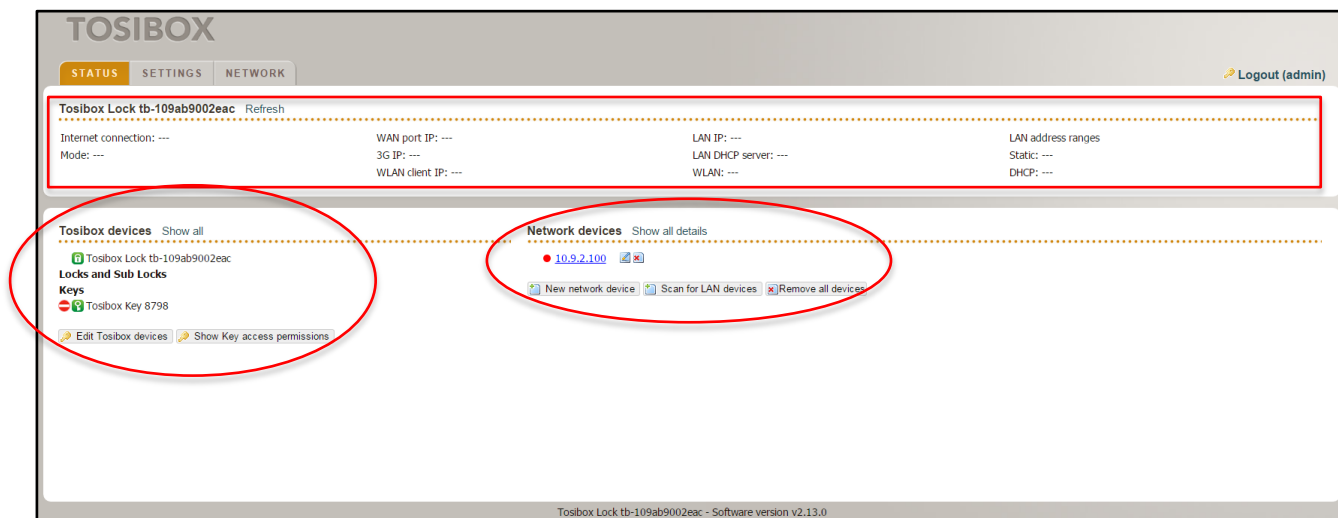 TOSIBOX
STATUS SETTINGS NETWORK
Logout (admin)
Tosibox Lock tb-109ab9002eac Refresh
Internet connection: --- WAN port IP: --- LAN IP: --- LAN address ranges
Mode: --- 3G IP: --- LAN DHCP server: --- Static: ---
WLAN client IP: --- WLAN: --- DHCP: ---
Tosibox devices Show all
Tosibox Lock tb-109ab9002eac
Locks and Sub Locks
Keys
Tosibox Key 8798
Edit Tosibox devices Show Key access permissions
Network devices Show all details
10.9.2.100
New network device Scan for LAN devices Remove all devices
Tosibox Lock tb-109ab9002eac - Software version v2.13.0